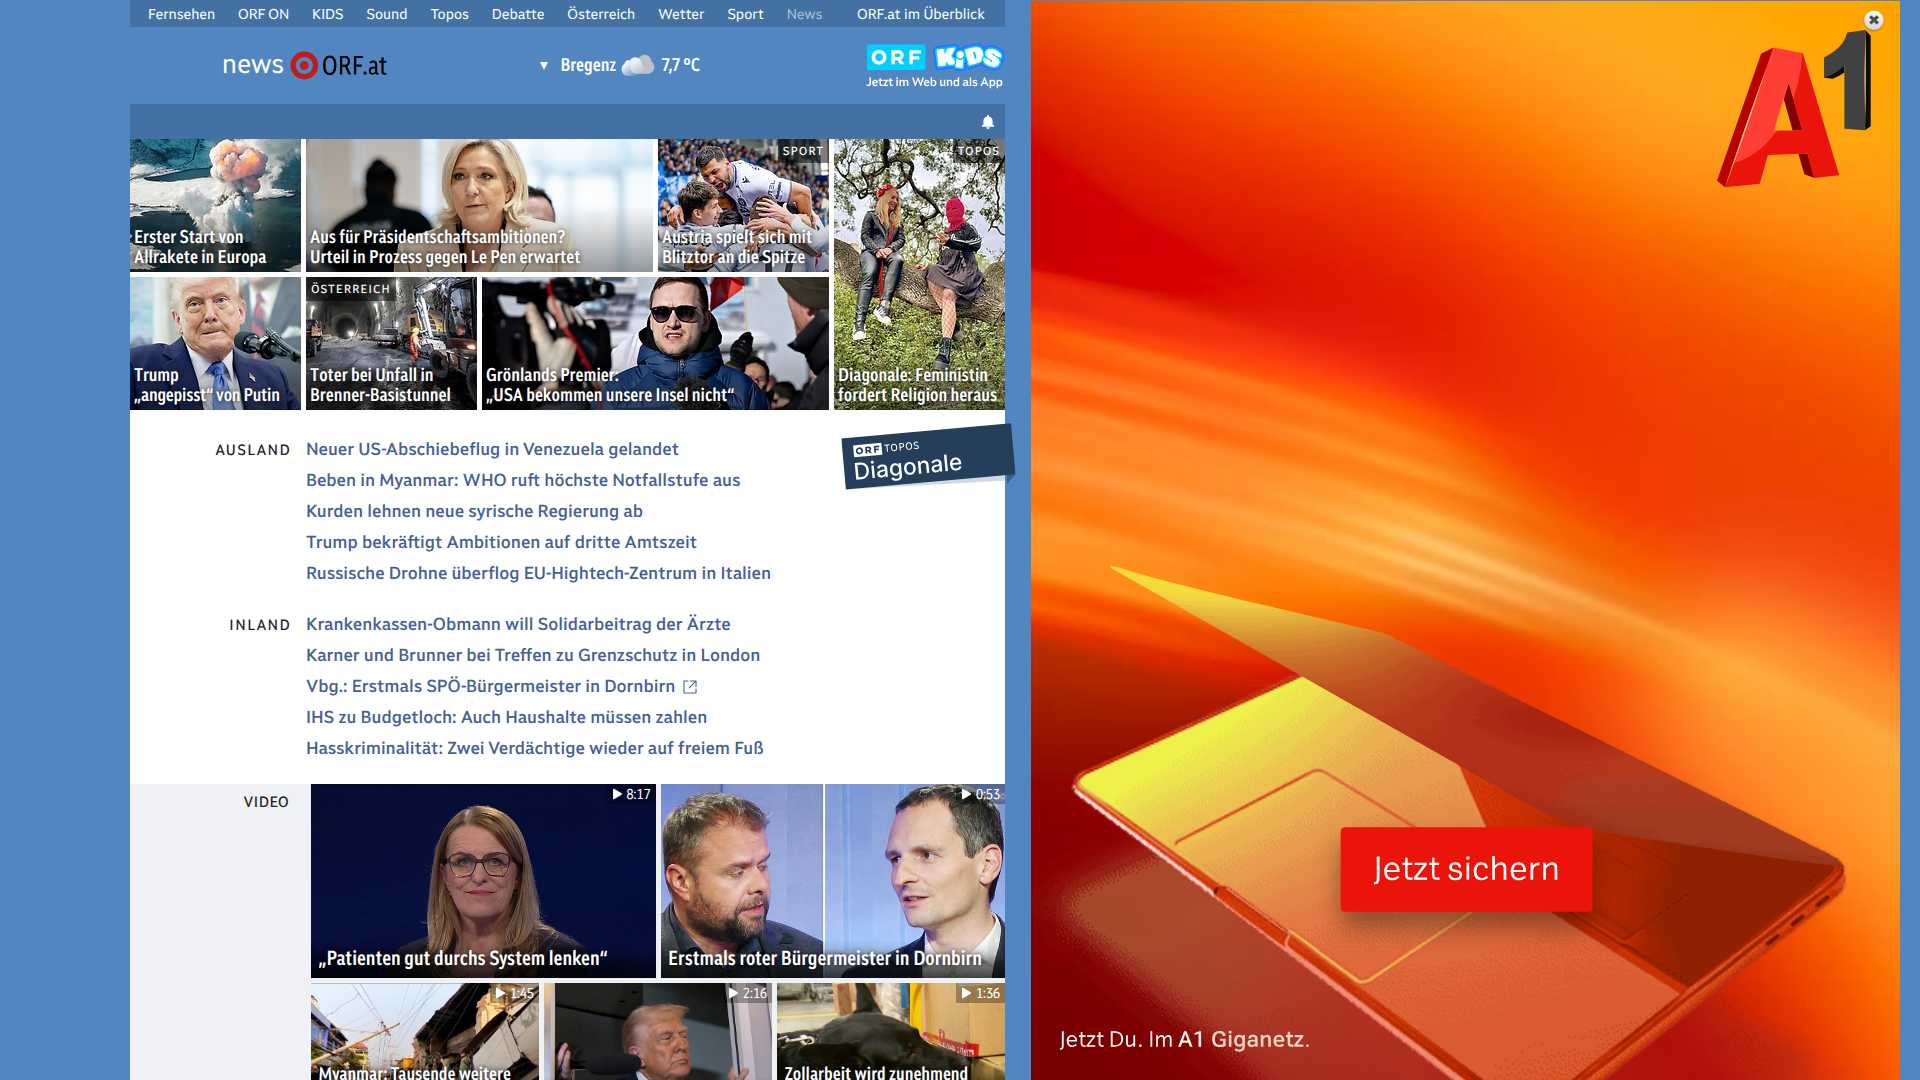 Fernsehen ORF ON KIDS Sound Topos Debatte Österreich Wetter Sport News ORF.at im Überblick
news ORF.at
Bregenz 7,7 °C
ORF KiDS
Jetzt im Web und als App
Erster Start von
Allrakete in Europa
Aus für Präsidentschaftsambitionen?
Urteil in Prozess gegen Le Pen erwartet
SPORT
Austria spielt sich mit
Blitztor an die Spitze
TOPOS
Diagonale: Feministin
fordert Religion heraus
Trump
„angepisst“ von Putin
ÖSTERREICH
Toter bei Unfall in
Brenner-Basistunnel
Grönlands Premier:
„USA bekommen unsere Insel nicht“
AUSLAND
Neuer US-Abschiebeflug in Venezuela gelandet
Beben in Myanmar: WHO ruft höchste Notfallstufe aus
Kurden lehnen neue syrische Regierung ab
Trump bekräftigt Ambitionen auf dritte Amtszeit
Russische Drohne überflog EU-Hightech-Zentrum in Italien
ORF TOPOS
Diagonale
INLAND
Krankenkassen-Obmann will Solidarbeitrag der Ärzte
Karner und Brunner bei Treffen zu Grenzschutz in London
Vbg.: Erstmals SPÖ-Bürgermeister in Dornbirn
IHS zu Budgetloch: Auch Haushalte müssen zahlen
Hasskriminalität: Zwei Verdächtige wieder auf freiem Fuß
VIDEO
8:17
„Patienten gut durchs System lenken“
0:53
Erstmals roter Bürgermeister in Dornbirn
1:45
Myanmar: Tausende weitere
2:16
1:36
Zollarbeit wird zunehmend
A1
Jetzt sichern
Jetzt Du. Im A1 Giganetz.